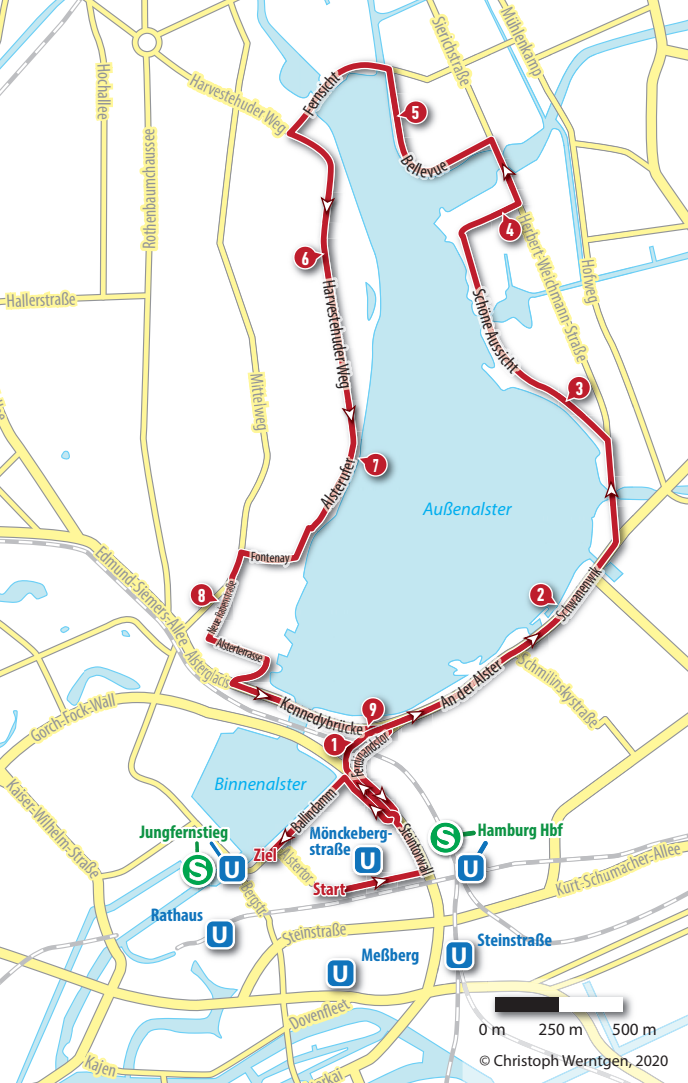 Sierichstraße
Mühlenkamp
Hochallee
Harvestehuder Weg
Fernsicht
5
Rothenbaumchaussee
Bellevue
4
6
Herbert-Weichmann-Straße
Hofweg
Hallerstraße
Harvestehuder Weg
Schöne Aussicht
3
Mittelweg
7
Alsterufer
Außenalster
Fontenay
Edmund-Siemers-Allee
8
Neue Rabenstraße
2
Schwanenwik
Alsterterrasse
Alsterglacis
Schmilinskystraße
An der Alster
Kennedybrücke
9
Gorch-Fock-Wall
1
Ferdinandstor
Binnenalster
Kaiser-Wilhelm-Straße
Ballindamm
Jungfernstieg
S
U
Ziel
Mönckeberg-
straße
U
Steintorwall
S
Hamburg Hbf
U
Alstertor
Start
Kurt-Schumacher-Allee
Bergstr.
Rathaus
U
Steinstraße
Steinstraße
U
Meßberg
U
Dovenfleet
0 m
250 m
500 m
Kajen
© Christoph Werntgen, 2020